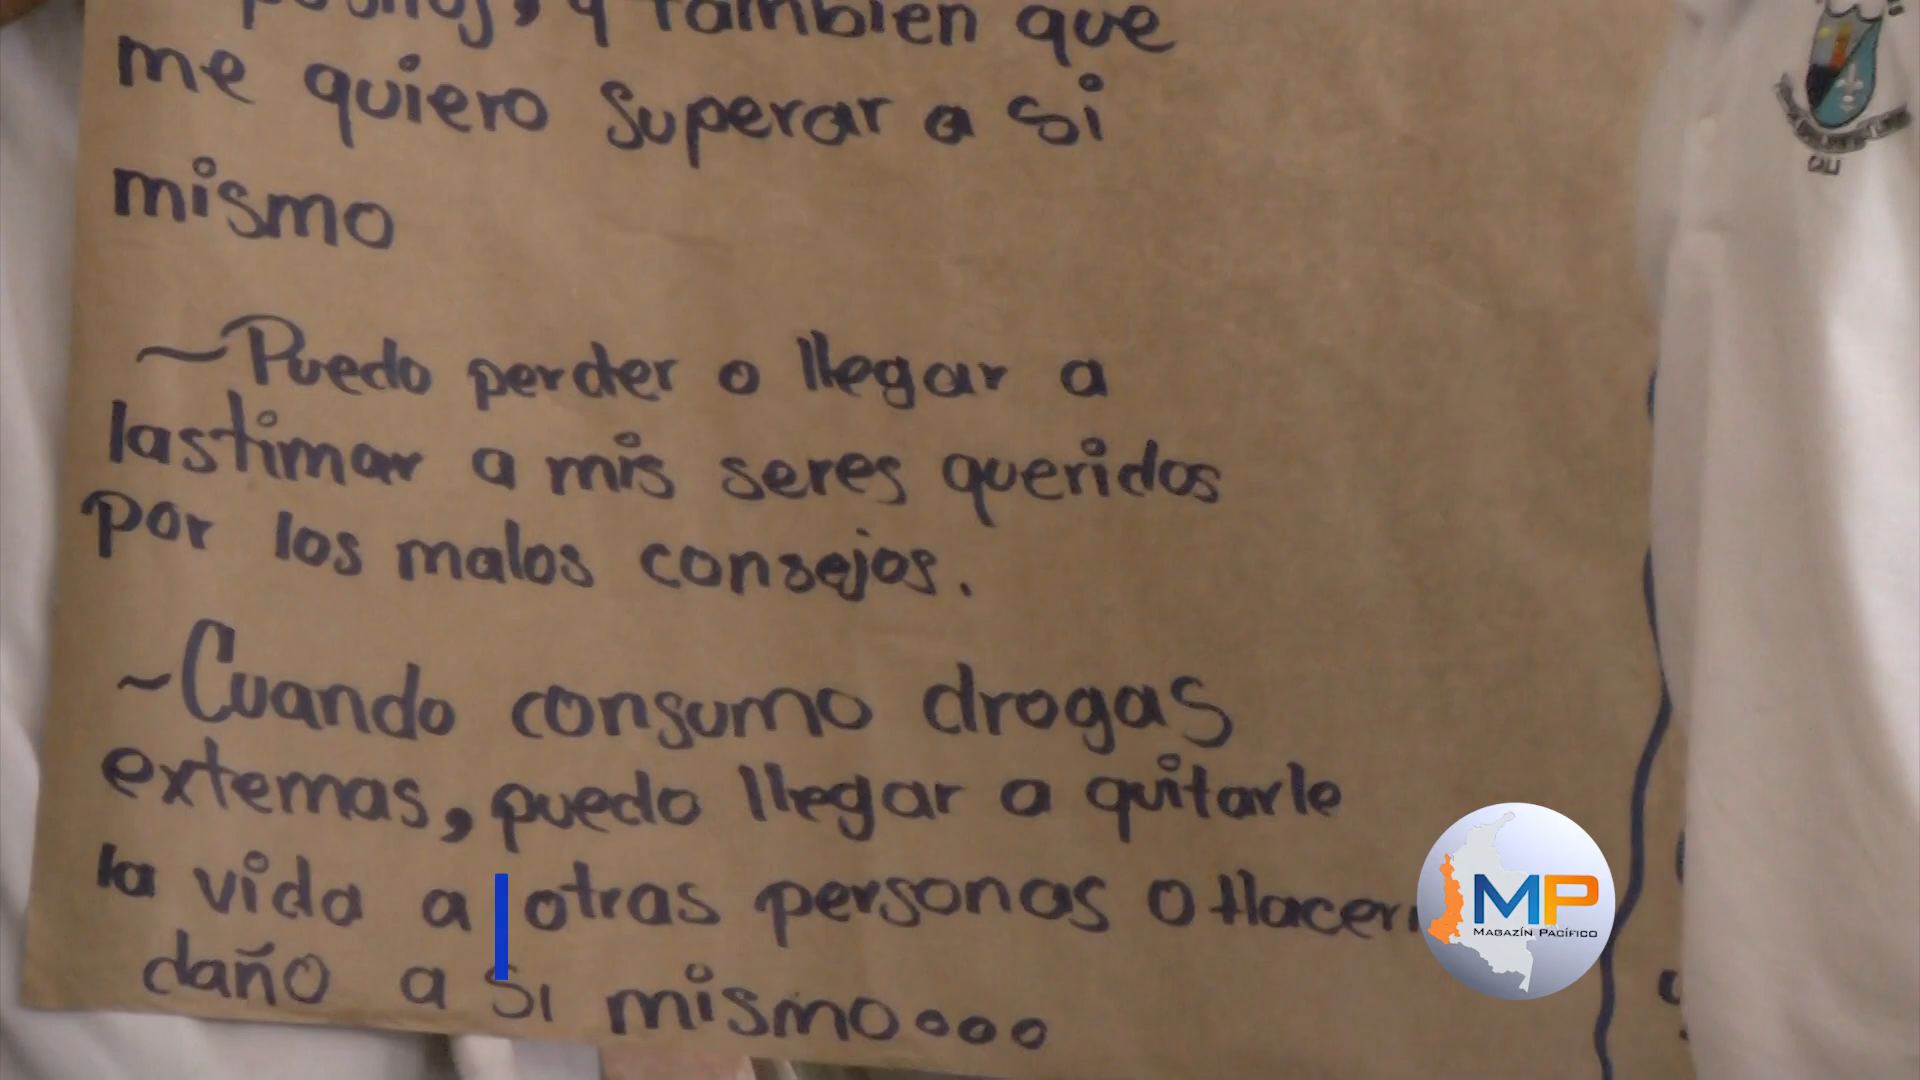 y también que
me quiero superar a si
mismo
~Puedo perder o llegar a
lastimar a mis seres queridos
por los malos consejos.
~Cuando consumo drogas
externas, puedo llegar a quitarle
la vida a otras personas o Hacer
daño a si mismo...
MP
MAGAZÍN PACÍFICO